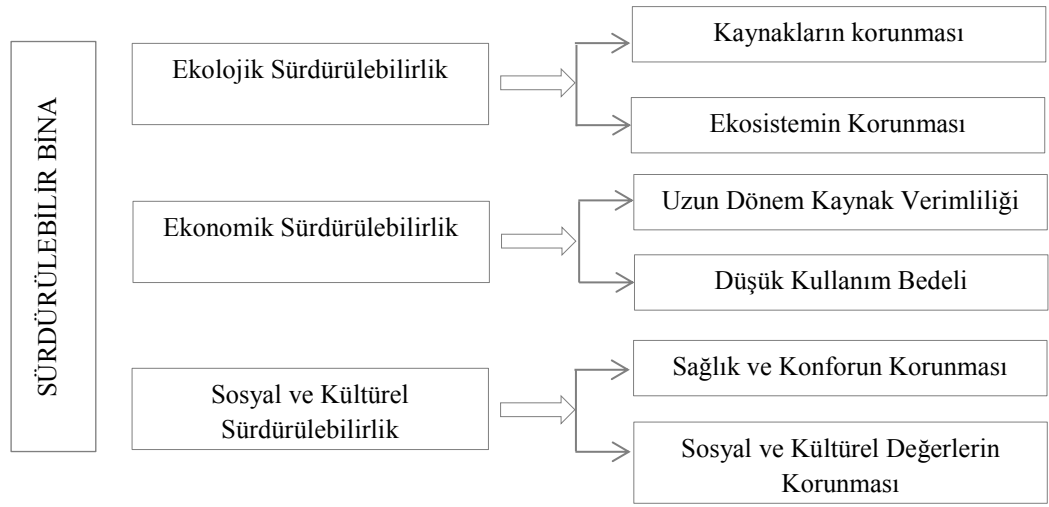 SÜRDÜRÜLEBİLİR BİNA
Ekolojik Sürdürülebilirlik
Kaynakların korunması
Ekosistemin Korunması
Ekonomik Sürdürülebilirlik
Uzun Dönem Kaynak Verimliliği
Düşük Kullanım Bedeli
Sosyal ve Kültürel
Sürdürülebilirlik
Sağlık ve Konforun Korunması
Sosyal ve Kültürel Değerlerin
Korunması